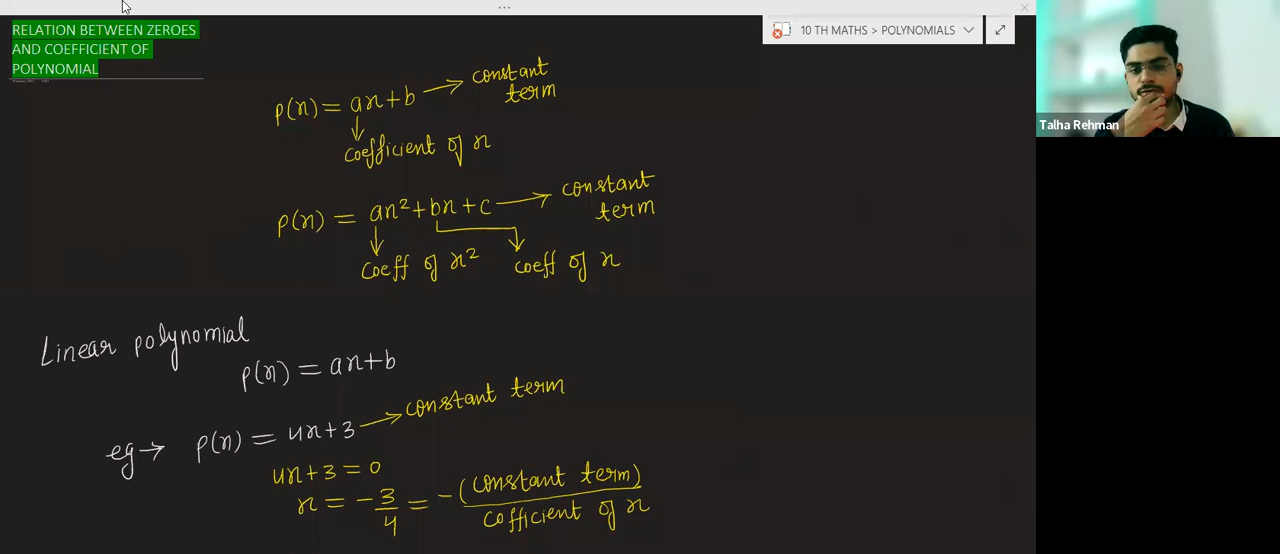 RELATION BETWEEN ZEROES
AND COEFFICIENT OF
POLYNOMIAL
10 TH MATHS > POLYNOMIALS
Talha Rehman
p(x) = ax+b → constant
term
coefficient of x
p(x) = ax²+bx+c → constant
term
coeff of x² coeff of x
Linear polynomial
p(x) = ax+b
eg → p(x) = 4x+3 → constant term
4x+3 = 0
x = -3/4 = -(constant term)/cofficient of x